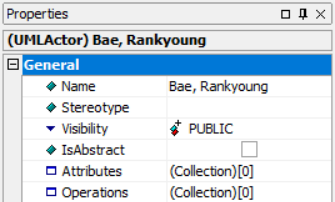 Properties
(UMLActor) Bae, Rankyoung
General
Name Bae, Rankyoung
Stereotype
Visibility PUBLIC
IsAbstract
Attributes (Collection)[0]
Operations (Collection)[0]